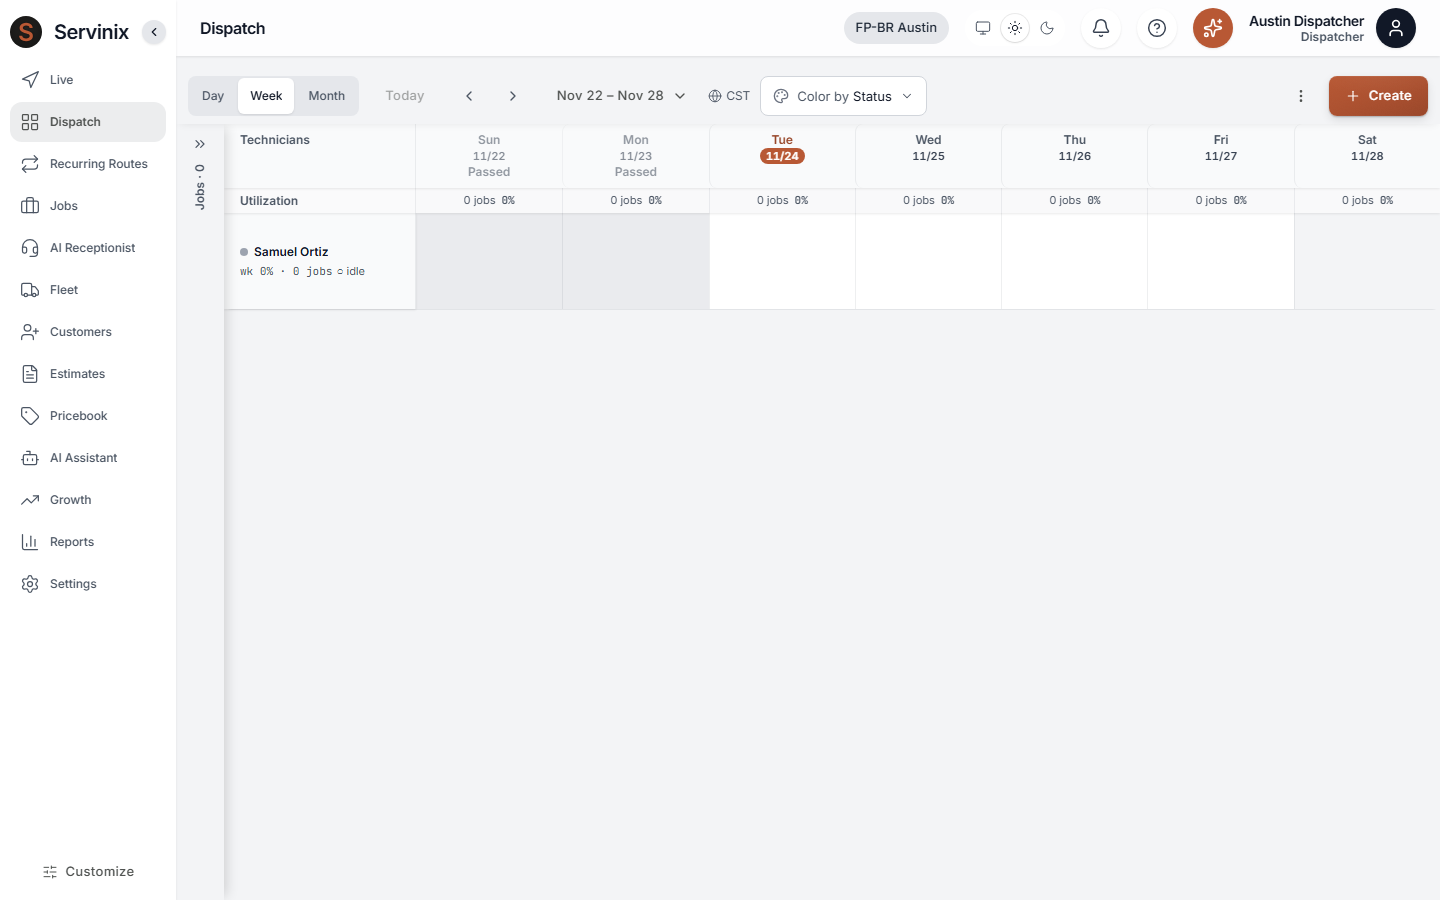 S Servinix
Live
Dispatch
Recurring Routes
Jobs
AI Receptionist
Fleet
Customers
Estimates
Pricebook
AI Assistant
Growth
Reports
Settings
Customize
Dispatch
FP-BR Austin
Austin Dispatcher
Dispatcher
Day Week Month Today Nov 22 – Nov 28 CST Color by Status Create
Jobs · 0
Technicians
Sun
11/22
Passed
Mon
11/23
Passed
Tue
11/24
Wed
11/25
Thu
11/26
Fri
11/27
Sat
11/28
Utilization 0 jobs 0% 0 jobs 0% 0 jobs 0% 0 jobs 0% 0 jobs 0% 0 jobs 0% 0 jobs 0%
Samuel Ortiz
wk 0% · 0 jobs ○ idle